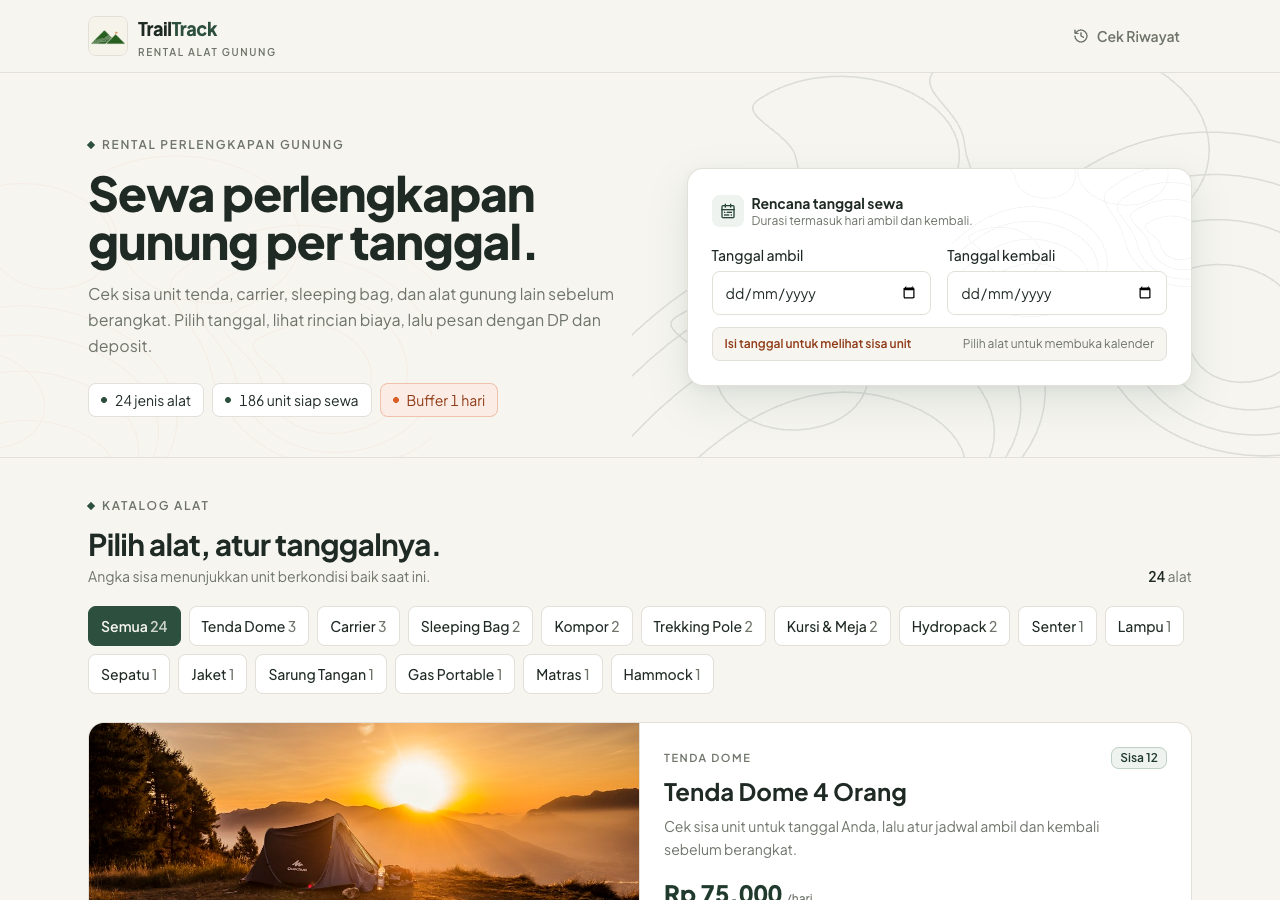 TrailTrack
RENTAL ALAT GUNUNG
Cek Riwayat
RENTAL PERLENGKAPAN GUNUNG
Sewa perlengkapan
gunung per tanggal.
Cek sisa unit tenda, carrier, sleeping bag, dan alat gunung lain sebelum
berangkat. Pilih tanggal, lihat rincian biaya, lalu pesan dengan DP dan
deposit.
24 jenis alat
186 unit siap sewa
Buffer 1 hari
Rencana tanggal sewa
Durasi termasuk hari ambil dan kembali.
Tanggal ambil
Tanggal kembali
dd/mm/yyyy
dd/mm/yyyy
Isi tanggal untuk melihat sisa unit
Pilih alat untuk membuka kalender
KATALOG ALAT
Pilih alat, atur tanggalnya.
Angka sisa menunjukkan unit berkondisi baik saat ini.
24 alat
Semua 24
Tenda Dome 3
Carrier 3
Sleeping Bag 2
Kompor 2
Trekking Pole 2
Kursi & Meja 2
Hydropack 2
Senter 1
Lampu 1
Sepatu 1
Jaket 1
Sarung Tangan 1
Gas Portable 1
Matras 1
Hammock 1
TENDA DOME
Sisa 12
Tenda Dome 4 Orang
Cek sisa unit untuk tanggal Anda, lalu atur jadwal ambil dan kembali
sebelum berangkat.
Rp 75.000 /hari
Quechua